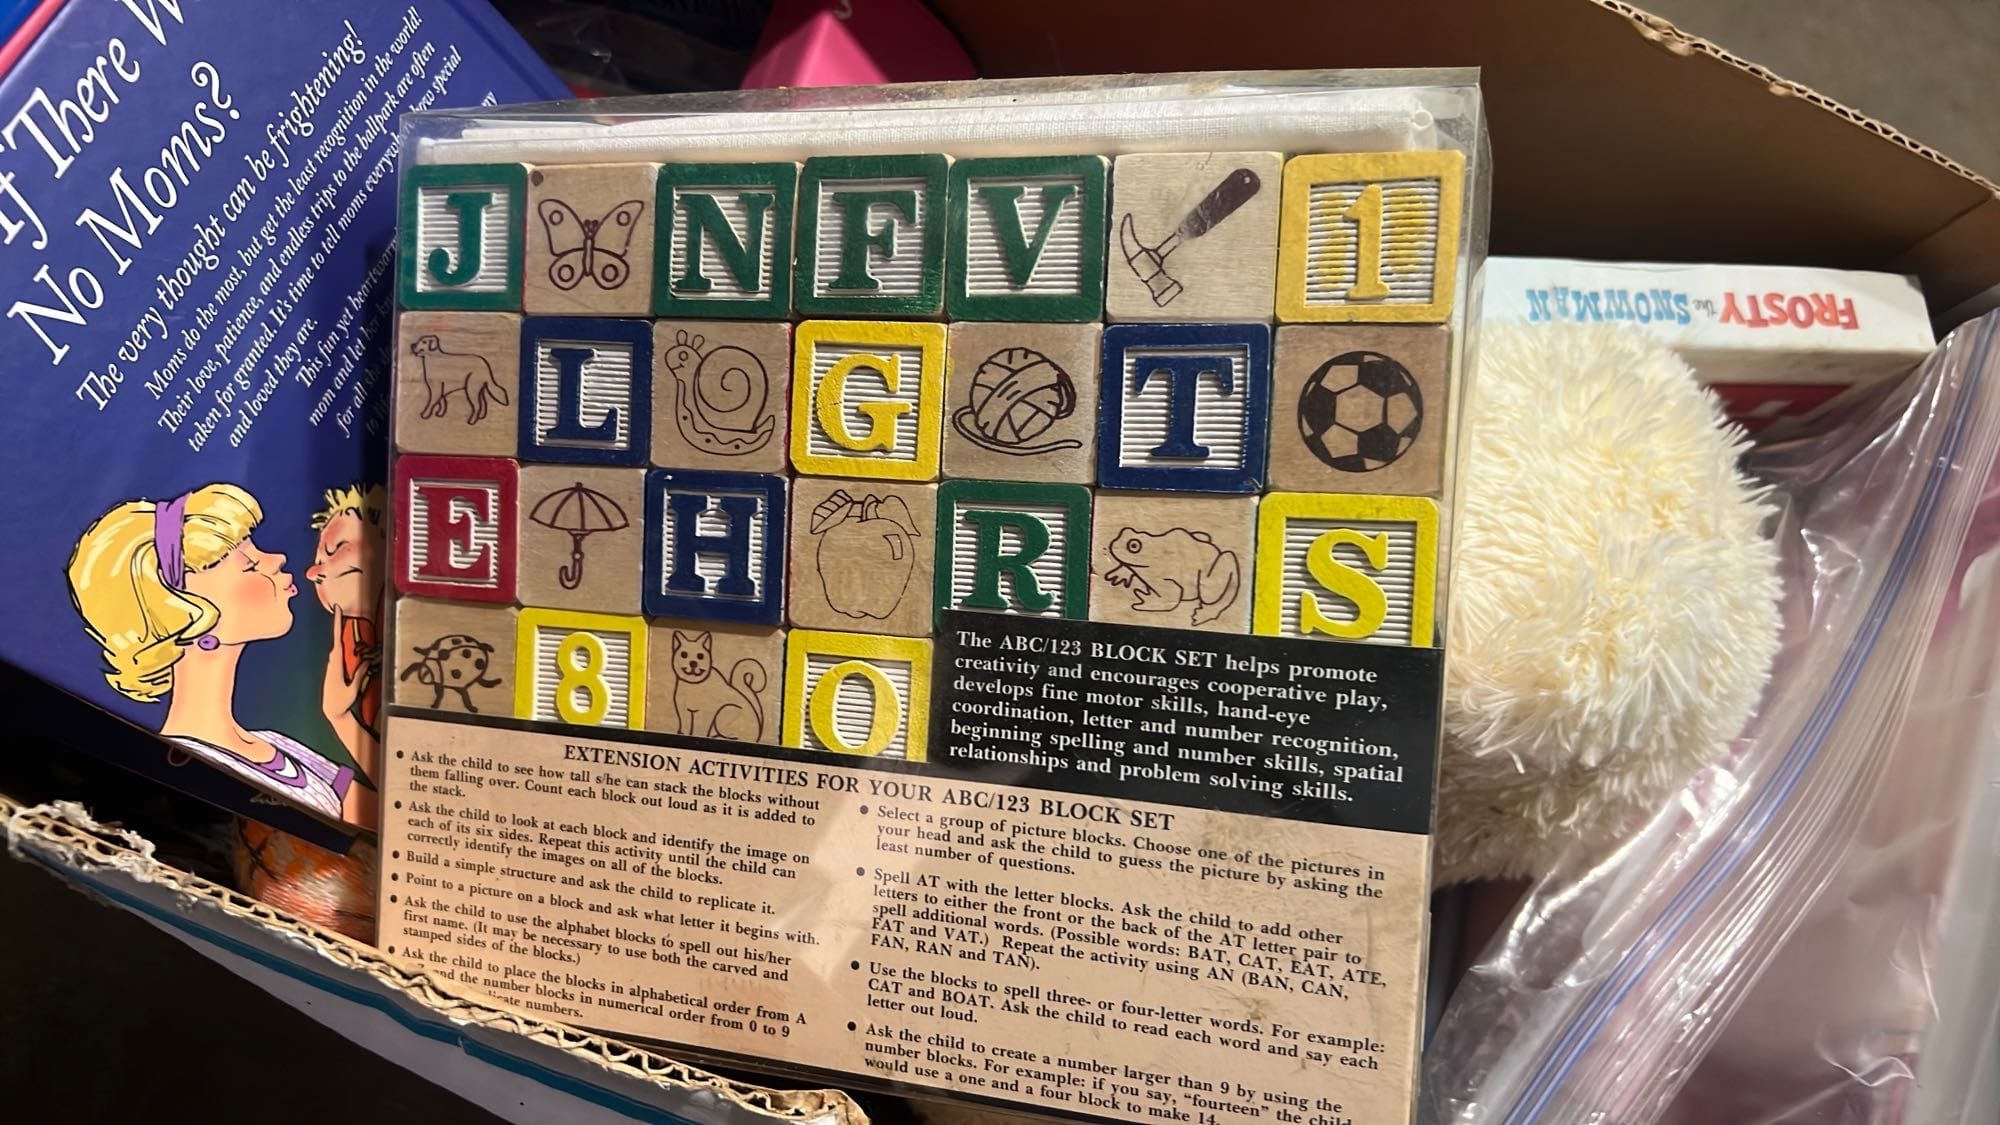 If There W
No Moms?
The very thought can be frightening!
Moms do the most, but get the least recognition in the world!
Their love, patience, and endless trips to the ballpark are often
taken for granted. It's time to tell moms everywhere how special
and loved they are.
This fun yet heartwarm
mom and let her kn
for all she
to li
J N F V 1
L G T
E H R S
8 O
FROSTY the SNOWMAN
The ABC/123 BLOCK SET helps promote
creativity and encourages cooperative play,
develops fine motor skills, hand-eye
coordination, letter and number recognition,
beginning spelling and number skills, spatial
relationships and problem solving skills.
EXTENSION ACTIVITIES FOR YOUR ABC/123 BLOCK SET
• Ask the child to see how tall s/he can stack the blocks without
them falling over. Count each block out loud as it is added to
the stack.
• Ask the child to look at each block and identify the image on
each of its six sides. Repeat this activity until the child can
correctly identify the images on all of the blocks.
• Build a simple structure and ask the child to replicate it.
• Point to a picture on a block and ask what letter it begins with.
• Ask the child to use the alphabet blocks to spell out his/her
first name. (It may be necessary to use both the carved and
stamped sides of the blocks.)
• Ask the child to place the blocks in alphabetical order from A
Z and the number blocks in numerical order from 0 to 9
licate numbers.
• Select a group of picture blocks. Choose one of the pictures in
your head and ask the child to guess the picture by asking the
least number of questions.
• Spell AT with the letter blocks. Ask the child to add other
letters to either the front or the back of the AT letter pair to
spell additional words. (Possible words: BAT, CAT, EAT, ATE,
FAT and VAT.) Repeat the activity using AN (BAN, CAN,
FAN, RAN and TAN).
• Use the blocks to spell three- or four-letter words. For example:
CAT and BOAT. Ask the child to read each word and say each
letter out loud.
• Ask the child to create a number larger than 9 by using the
number blocks. For example: if you say, "fourteen" the child
would use a one and a four block to make 14.